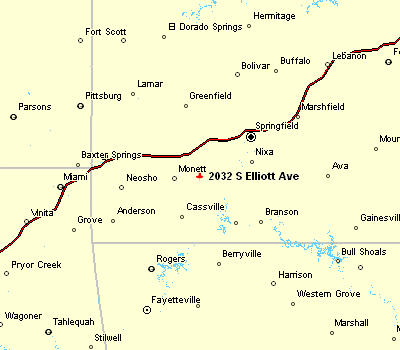 Hermitage
Dorado Springs
Fort Scott
Lebanon
Buffalo
Bolivar
Lamar
Pittsburg
Greenfield
Parsons
Marshfield
Springfield
Nixa
Baxter Springs
Monett
Ava
Miami
Neosho
2032 S Elliott Ave
Cassville
Vinita
Anderson
Branson
Grove
Gainesville
Bull Shoals
Rogers
Berryville
Pryor Creek
Harrison
Fayetteville
Western Grove
Wagoner
Tahlequah
Marshall
Stilwell